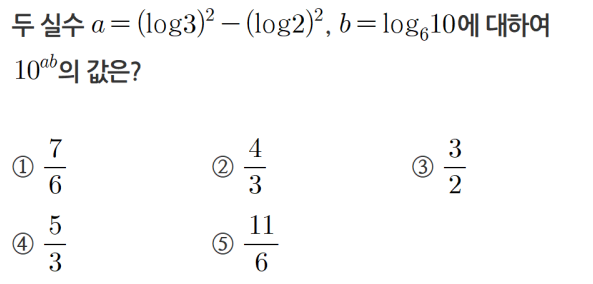 두 실수 a = (log3)² − (log2)², b = log₆10에 대하여
10^{ab}의 값은?
① 7/6 ② 4/3 ③ 3/2
④ 5/3 ⑤ 11/6